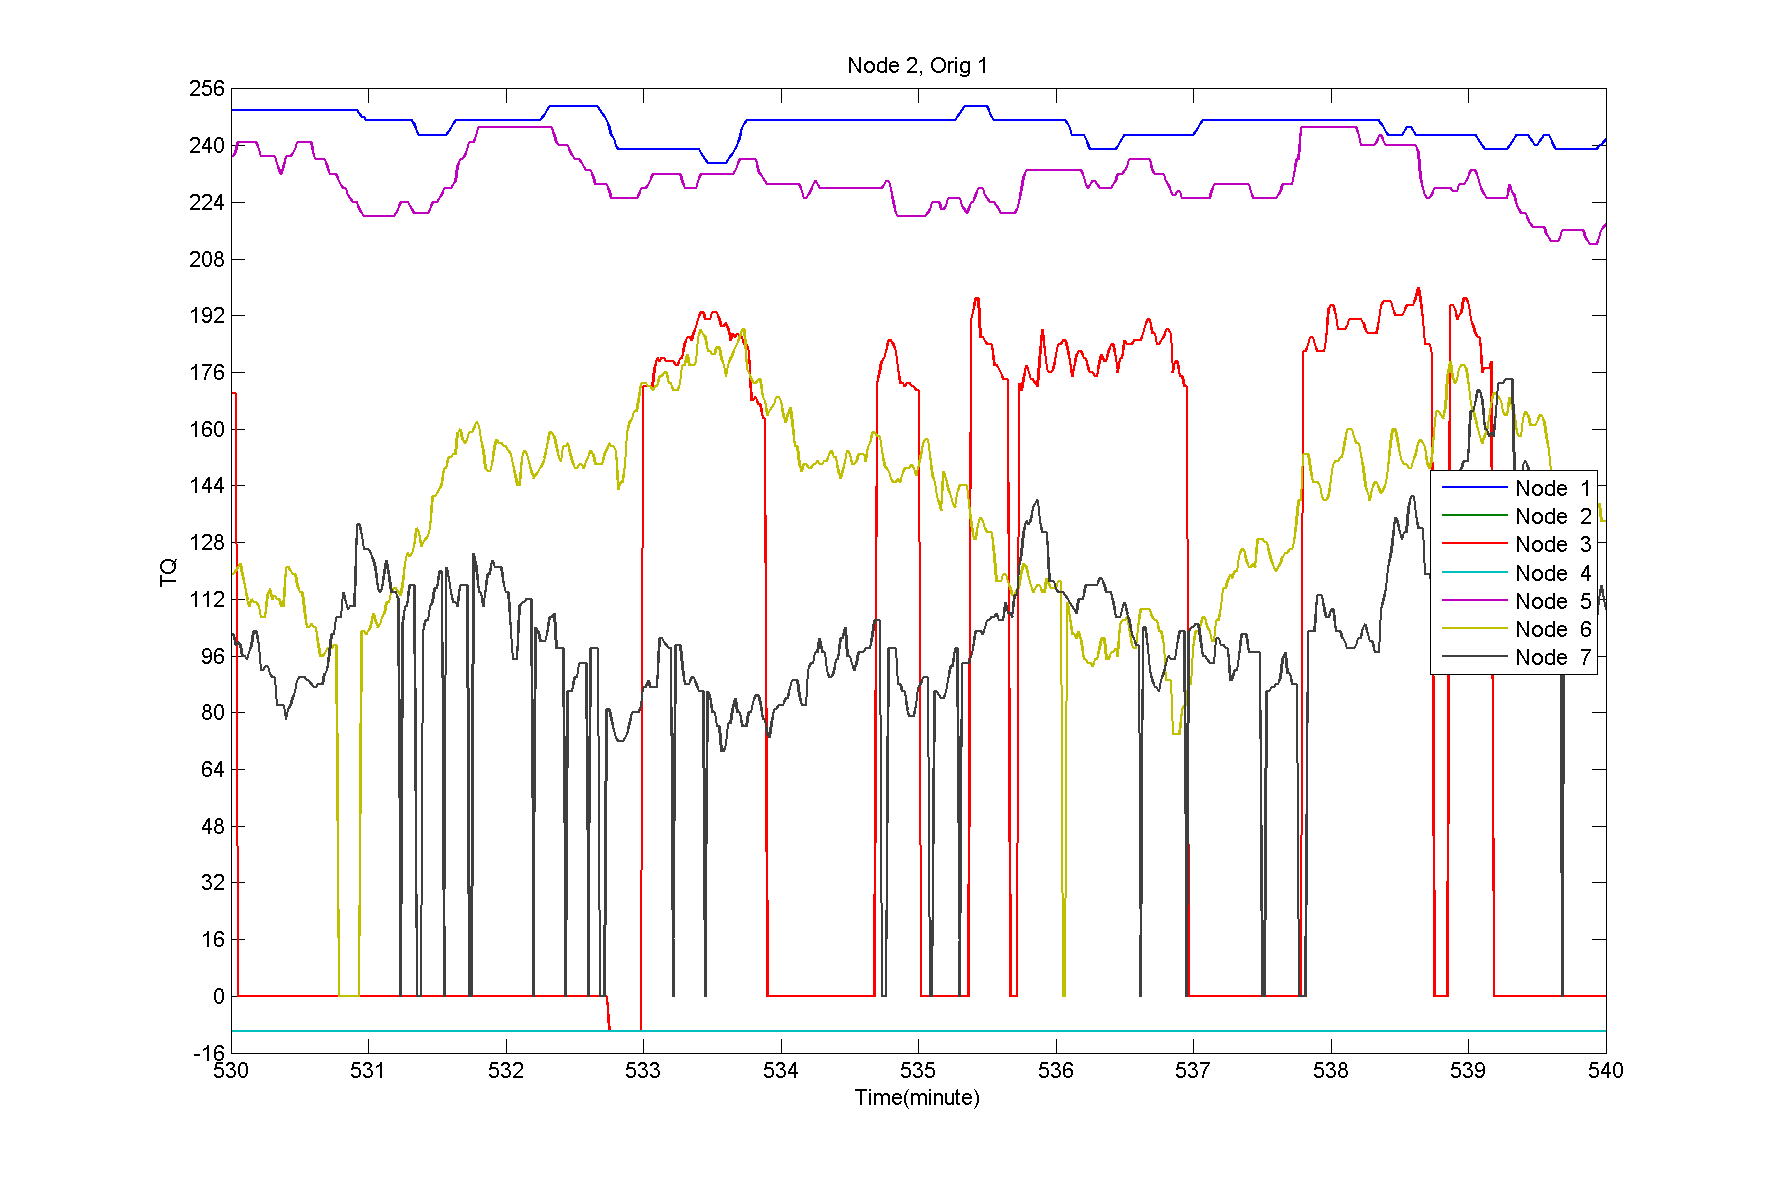 Node 2, Orig 1
256
240
224
208
192
176
160
144
128
112
96
80
64
48
32
16
0
-16
TQ
Node 1
Node 2
Node 3
Node 4
Node 5
Node 6
Node 7
530 531 532 533 534 535 536 537 538 539 540
Time(minute)